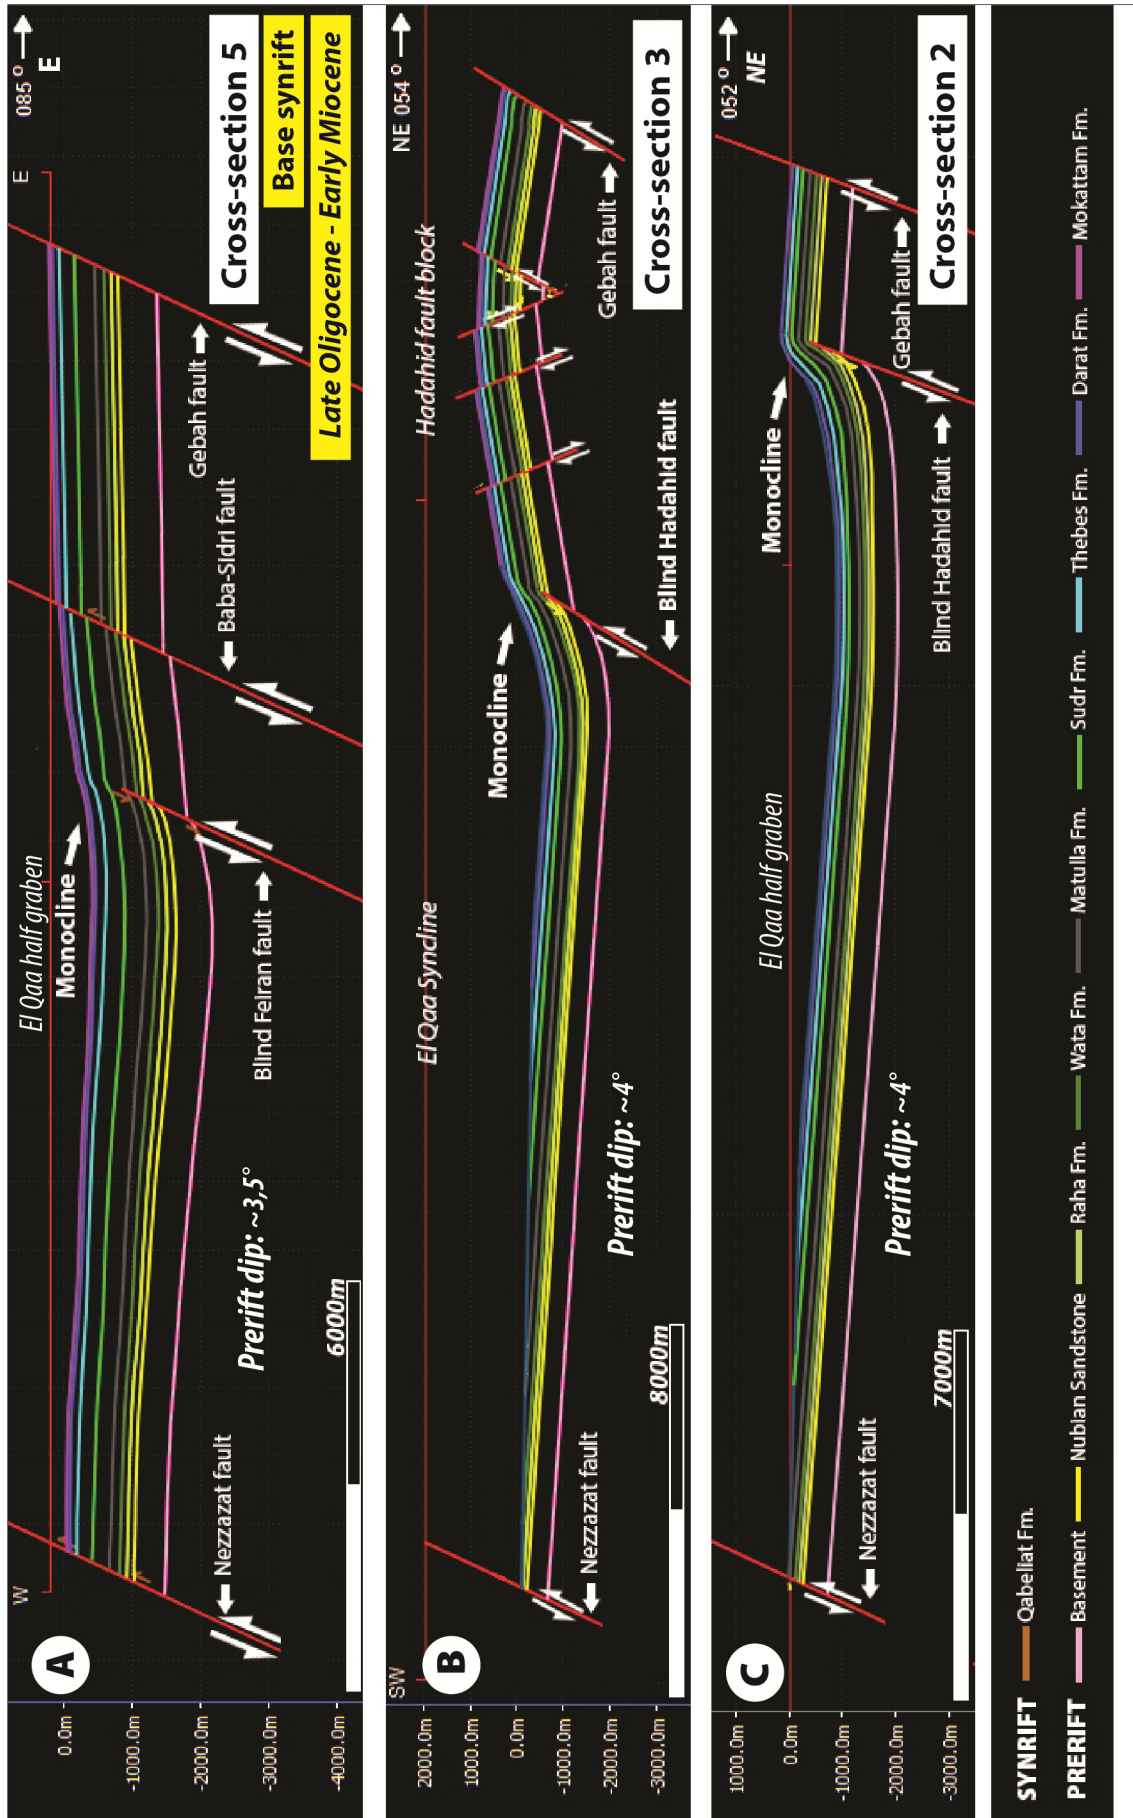 A
W
E
085° →
E
Cross-section 5
Base synrift
Late Oligocene - Early Miocene
El Qaa half graben
Monocline
Gebah fault
Baba-Sidri fault
Blind Feiran fault
Nezzazat fault
Prerift dip: ~3,5°
6000m
0.0m
-1000.0m
-2000.0m
-3000.0m
-4000.0m
B
SW
NE 054° →
Cross-section 3
Hadahid fault block
El Qaa Syncline
Monocline
Gebah fault
Blind Hadahid fault
Nezzazat fault
Prerift dip: ~4°
8000m
2000.0m
1000.0m
0.0m
-1000.0m
-2000.0m
-3000.0m
C
052° →
NE
Cross-section 2
El Qaa half graben
Monocline
Gebah fault
Blind Hadahid fault
Nezzazat fault
Prerift dip: ~4°
7000m
1000.0m
0.0m
-1000.0m
-2000.0m
-3000.0m
SYNRIFT Qabeliat Fm.
PRERIFT Basement Nubian Sandstone Raha Fm. Wata Fm. Matulla Fm. Sudr Fm. Thebes Fm. Darat Fm. Mokattam Fm.